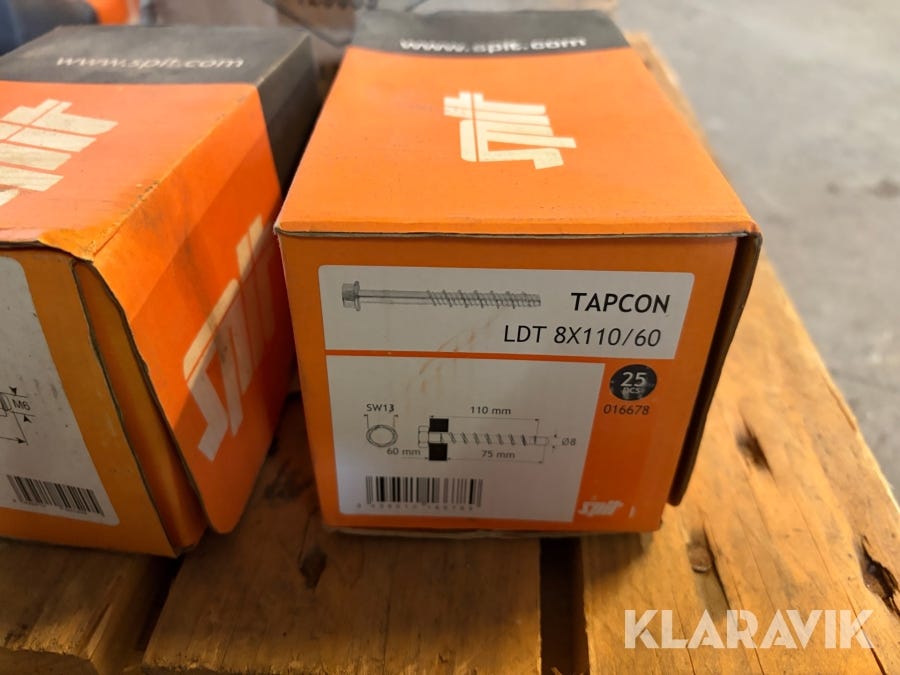 www.spit.com
spit
spit
M6
www.spit.com
spit
TAPCON
LDT 8X110/60
25
PCS
016678
SW13
110 mm
Ø8
60 mm
75 mm
spit
KLARAVIK